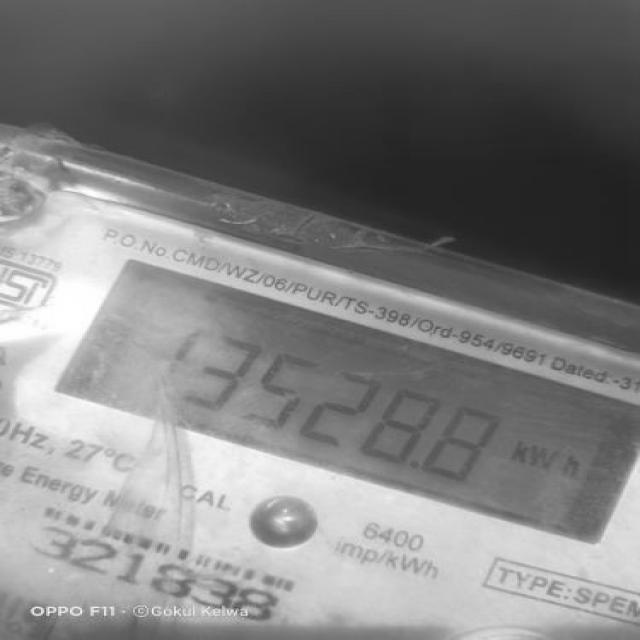 P.O.No.CMD/WZ/06/PUR/TS-398/Ord-954/9691 Dated:-31
13528.8 kWh
0Hz, 27°C
Energy Meter
CAL
6400
imp/kWh
321838
TYPE:SPEM
OPPO F11 · ©Gokul Kelwa